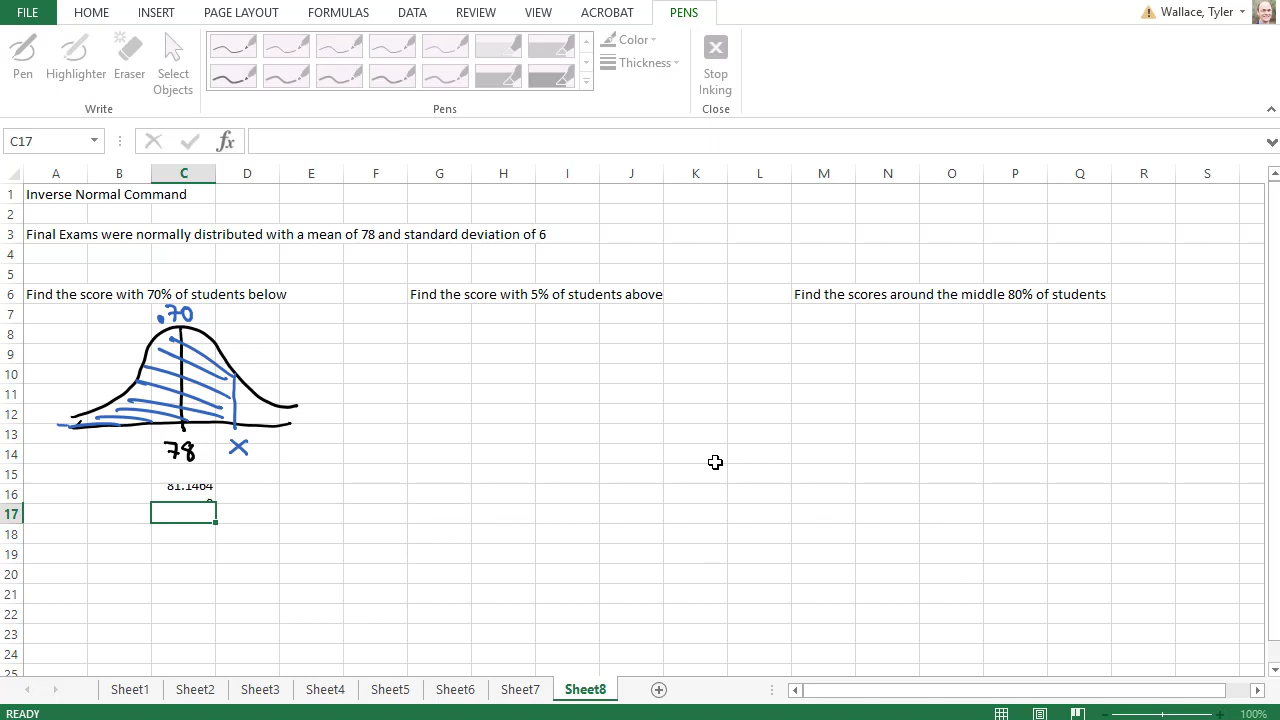 FILE HOME INSERT PAGE LAYOUT FORMULAS DATA REVIEW VIEW ACROBAT PENS Wallace, Tyler
Pen Highlighter Eraser Select Objects Color Thickness Stop Inking
Write Pens Close
C17 fx
A B C D E F G H I J K L M N O P Q R S
1 Inverse Normal Command
2
3 Final Exams were normally distributed with a mean of 78 and standard deviation of 6
4
5
6 Find the score with 70% of students below Find the score with 5% of students above Find the scores around the middle 80% of students
7 .70
8
9
10
11
12
13
14 78 x
15
16 81.1464
17
18
19
20
21
22
23
24
25
Sheet1 Sheet2 Sheet3 Sheet4 Sheet5 Sheet6 Sheet7 Sheet8
READY 100%